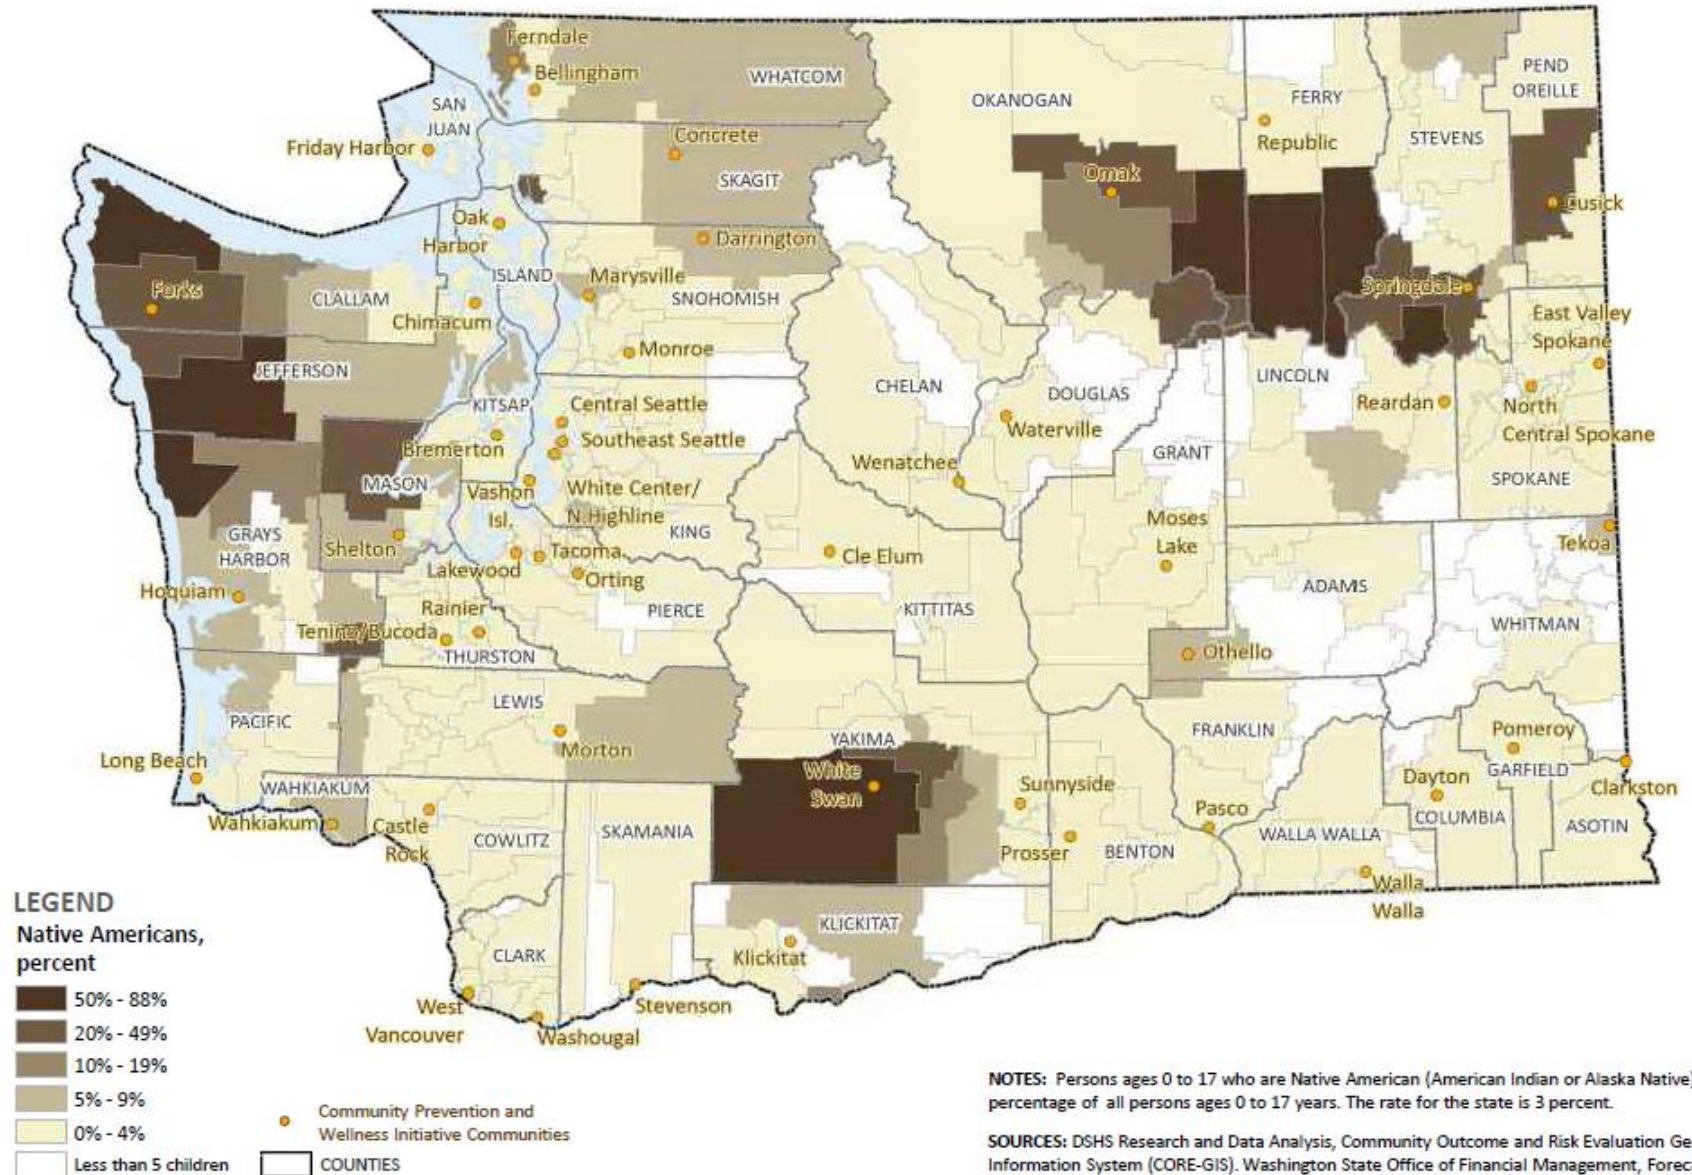 Ferndale
Bellingham
WHATCOM
SAN
JUAN
Friday Harbor
Concrete
SKAGIT
OKANOGAN
FERRY
Republic
PEND
OREILLE
STEVENS
Omak
Cusick
Oak
Harbor
Darrington
ISLAND
Marysville
SNOHOMISH
Forks
CLALLAM
Chimacum
Monroe
Springdale
East Valley
Spokane
JEFFERSON
KITSAP
Central Seattle
Southeast Seattle
Bremerton
CHELAN
DOUGLAS
Waterville
LINCOLN
Reardan
North
Central Spokane
MASON
Vashon
Isl.
White Center/
N.Highline
KING
Wenatchee
GRANT
SPOKANE
GRAYS
HARBOR
Shelton
Lakewood
Tacoma
Orting
Cle Elum
Moses
Lake
Tekoa
Hoquiam
Rainier
PIERCE
KITTITAS
ADAMS
WHITMAN
Tenino/Bucoda
THURSTON
Othello
LEWIS
PACIFIC
Morton
YAKIMA
FRANKLIN
Pomeroy
Long Beach
WAHKIAKUM
White
Swan
Sunnyside
Dayton
GARFIELD
Clarkston
Wahkiakum
Castle
Rock
COWLITZ
SKAMANIA
Prosser
BENTON
Pasco
WALLA WALLA
COLUMBIA
ASOTIN
Walla
Walla
KLICKITAT
Klickitat
CLARK
West
Vancouver
Stevenson
Washougal
LEGEND
Native Americans,
percent
50% - 88%
20% - 49%
10% - 19%
5% - 9%
0% - 4%
Less than 5 children
Community Prevention and
Wellness Initiative Communities
COUNTIES
NOTES: Persons ages 0 to 17 who are Native American (American Indian or Alaska Native)
percentage of all persons ages 0 to 17 years. The rate for the state is 3 percent.
SOURCES: DSHS Research and Data Analysis, Community Outcome and Risk Evaluation Ge
Information System (CORE-GIS). Washington State Office of Financial Management, Forec